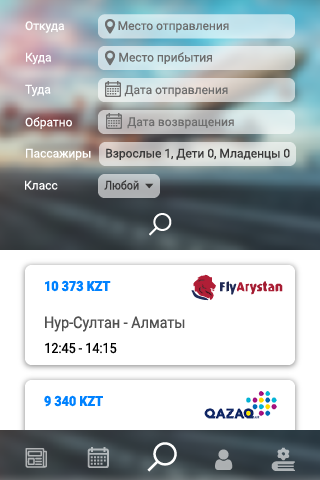 Откуда Место отправления
Куда Место прибытия
Туда Дата отправления
Обратно Дата возвращения
Пассажиры Взрослые 1, Дети 0, Младенцы 0
Класс Любой
10 373 KZT FlyArystan
Нур-Султан - Алматы
12:45 - 14:15
9 340 KZT QAZAQ